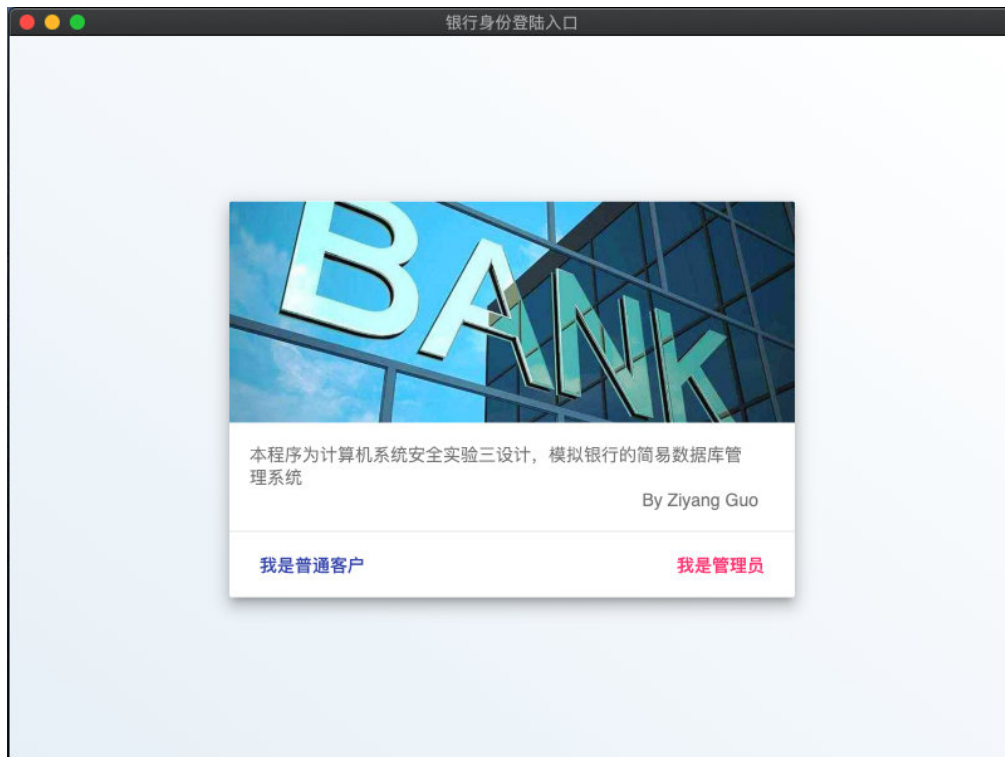 银行身份登陆入口
BANK
本程序为计算机系统安全实验三设计，模拟银行的简易数据库管
理系统
By Ziyang Guo
我是普通客户 我是管理员